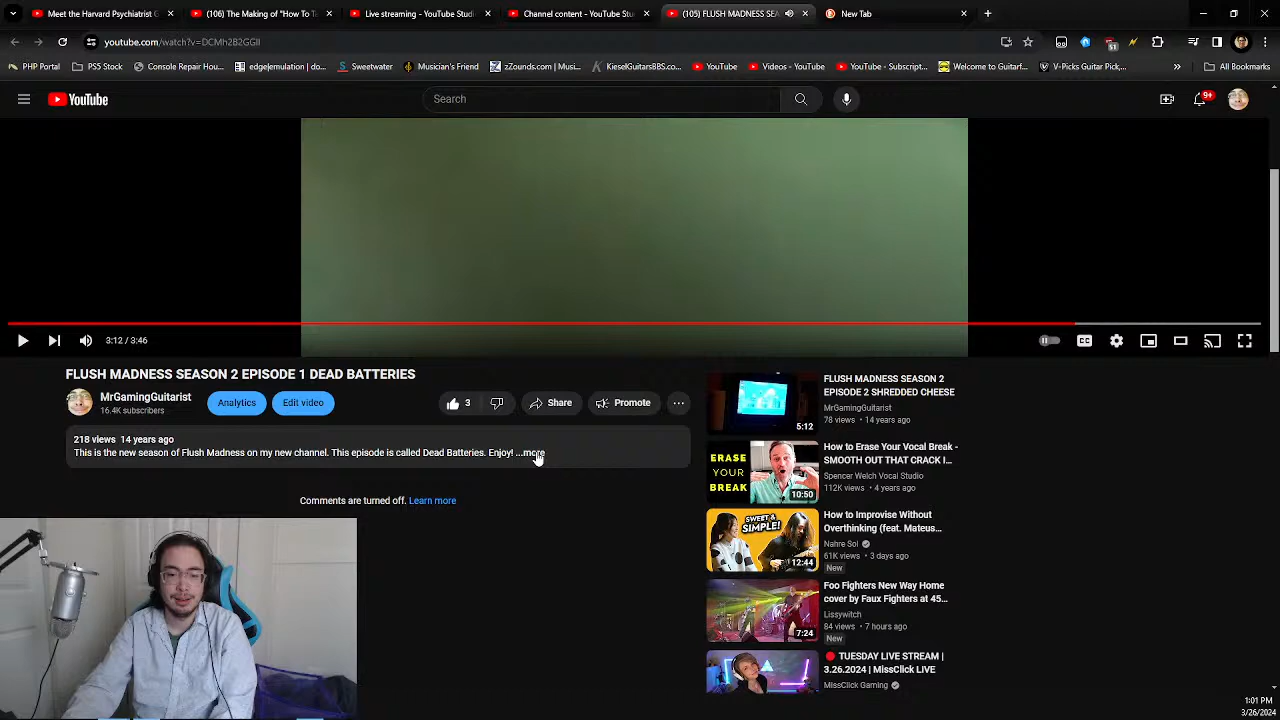 Meet the Harvard Psychiatrist G
(106) The Making of "How To T
Live streaming - YouTube Studi
Channel content - YouTube Stu
(105) FLUSH MADNESS SEA
New Tab
youtube.com/watch?v=DCMh2B2GGII
51
PHP Portal
PS5 Stock
Console Repair Hou...
edge|emulation | do...
Sweetwater
Musician's Friend
zZounds.com | Musi...
KieselGuitarsBBS.co...
YouTube
Videos - YouTube
YouTube - Subscript...
Welcome to Guitarf...
V-Picks Guitar Pick,...
All Bookmarks
YouTube
Search
9+
3:12 / 3:46
CC
FLUSH MADNESS SEASON 2 EPISODE 1 DEAD BATTERIES
MrGamingGuitarist
16.4K subscribers
Analytics
Edit video
3
Share
Promote
218 views 14 years ago
This is the new season of Flush Madness on my new channel. This episode is called Dead Batteries. Enjoy! ...more
Comments are turned off. Learn more
FLUSH MADNESS SEASON 2
EPISODE 2 SHREDDED CHEESE
MrGamingGuitarist
78 views • 14 years ago
5:12
ERASE
YOUR
BREAK
10:50
How to Erase Your Vocal Break -
SMOOTH OUT THAT CRACK I...
Spencer Welch Vocal Studio
112K views • 4 years ago
SWEET &
SIMPLE!
12:44
How to Improvise Without
Overthinking (feat. Mateus...
Nahre Sol
61K views • 3 days ago
New
7:24
Foo Fighters New Way Home
cover by Faux Fighters at 45...
Lissywitch
84 views • 7 hours ago
New
TUESDAY LIVE STREAM |
3.26.2024 | MissClick LIVE
MissClick Gaming
1:01 PM
3/26/2024